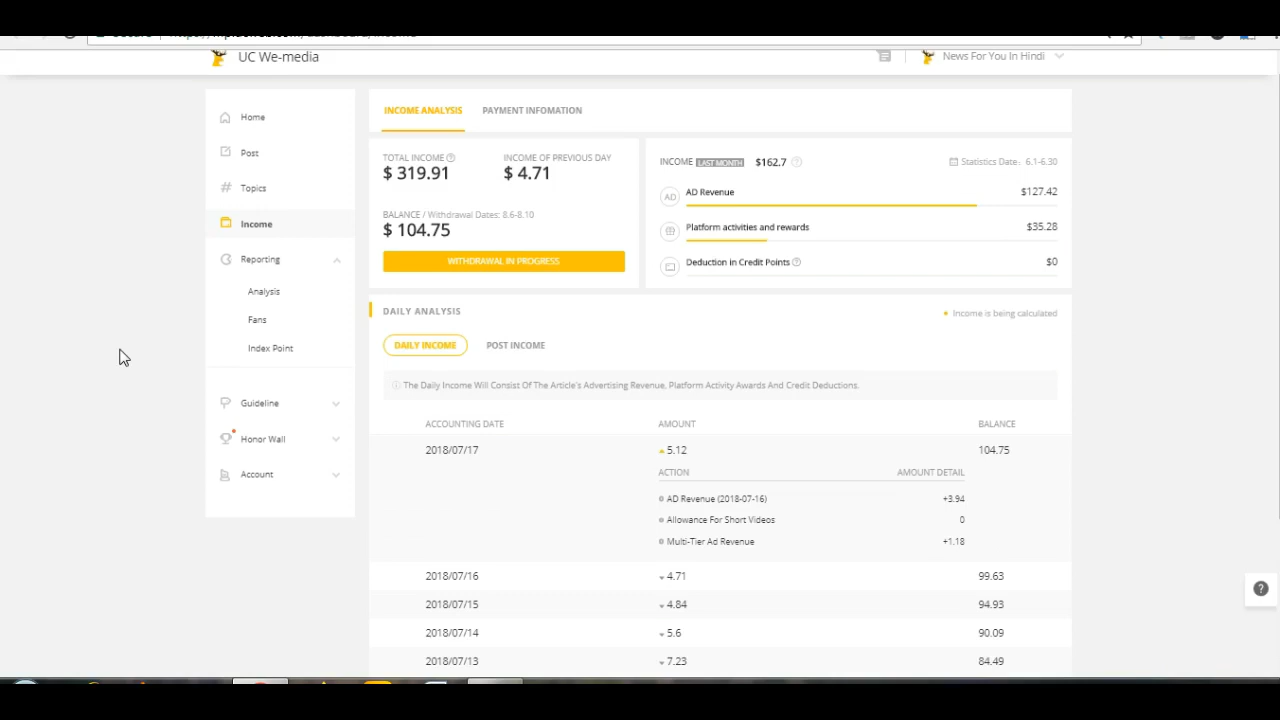 UC We-media
News For You In Hindi
Home
Post
Topics
Income
Reporting
Analysis
Fans
Index Point
Guideline
Honor Wall
Account
INCOME ANALYSIS
PAYMENT INFOMATION
TOTAL INCOME
$ 319.91
INCOME OF PREVIOUS DAY
$ 4.71
BALANCE / Withdrawal Dates: 8.6-8.10
$ 104.75
WITHDRAWAL IN PROGRESS
INCOME LAST MONTH $162.7
Statistics Date: 6.1-6.30
AD
AD Revenue
$127.42
Platform activities and rewards
$35.28
Deduction in Credit Points
$0
DAILY ANALYSIS
Income is being calculated
DAILY INCOME
POST INCOME
The Daily Income Will Consist Of The Article's Advertising Revenue, Platform Activity Awards And Credit Deductions.
ACCOUNTING DATE AMOUNT BALANCE
2018/07/17 5.12 104.75
ACTION AMOUNT DETAIL
AD Revenue (2018-07-16) +3.94
Allowance For Short Videos 0
Multi-Tier Ad Revenue +1.18
2018/07/16 4.71 99.63
2018/07/15 4.84 94.93
2018/07/14 5.6 90.09
2018/07/13 7.23 84.49